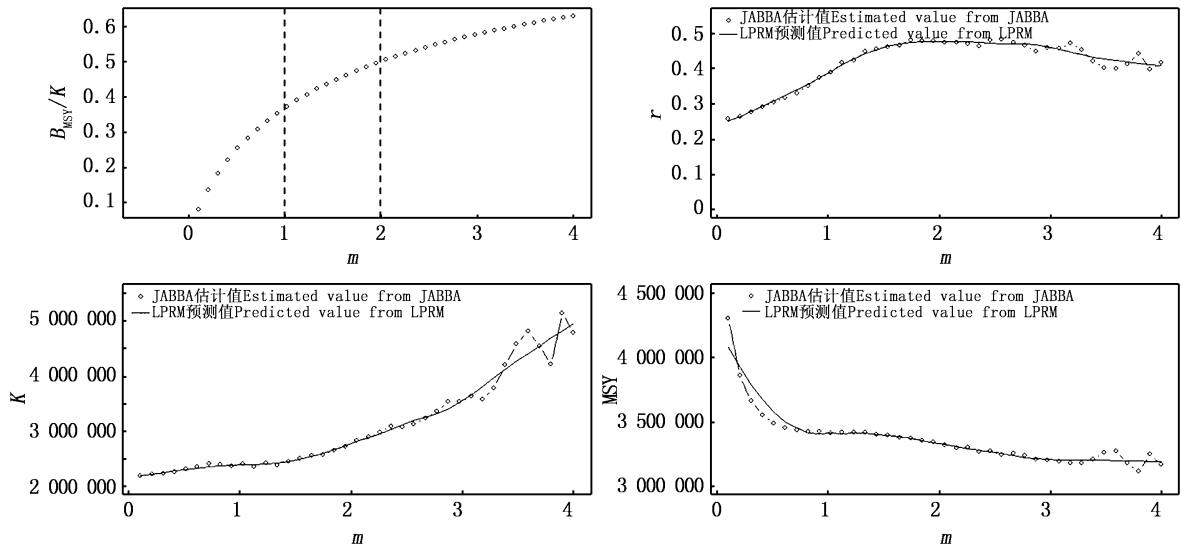 0.6
0.5
0.4
0.3
0.2
0.1
B_MSY/K
0 1 2 3 4
m
JABBA估计值Estimated value from JABBA
LPRM预测值Predicted value from LPRM
0.5
0.4
0.3
0.2
0.1
0
r
0 1 2 3 4
m
JABBA估计值Estimated value from JABBA
LPRM预测值Predicted value from LPRM
5 000 000
4 000 000
3 000 000
2 000 000
K
0 1 2 3 4
m
JABBA估计值Estimated value from JABBA
LPRM预测值Predicted value from LPRM
4 500 000
4 000 000
3 500 000
3 000 000
MSY
0 1 2 3 4
m